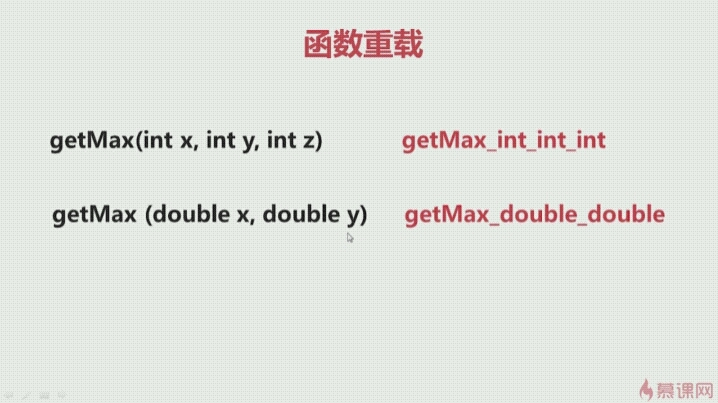 函数重载
getMax(int x, int y, int z) getMax_int_int_int
getMax (double x, double y) getMax_double_double
慕课网